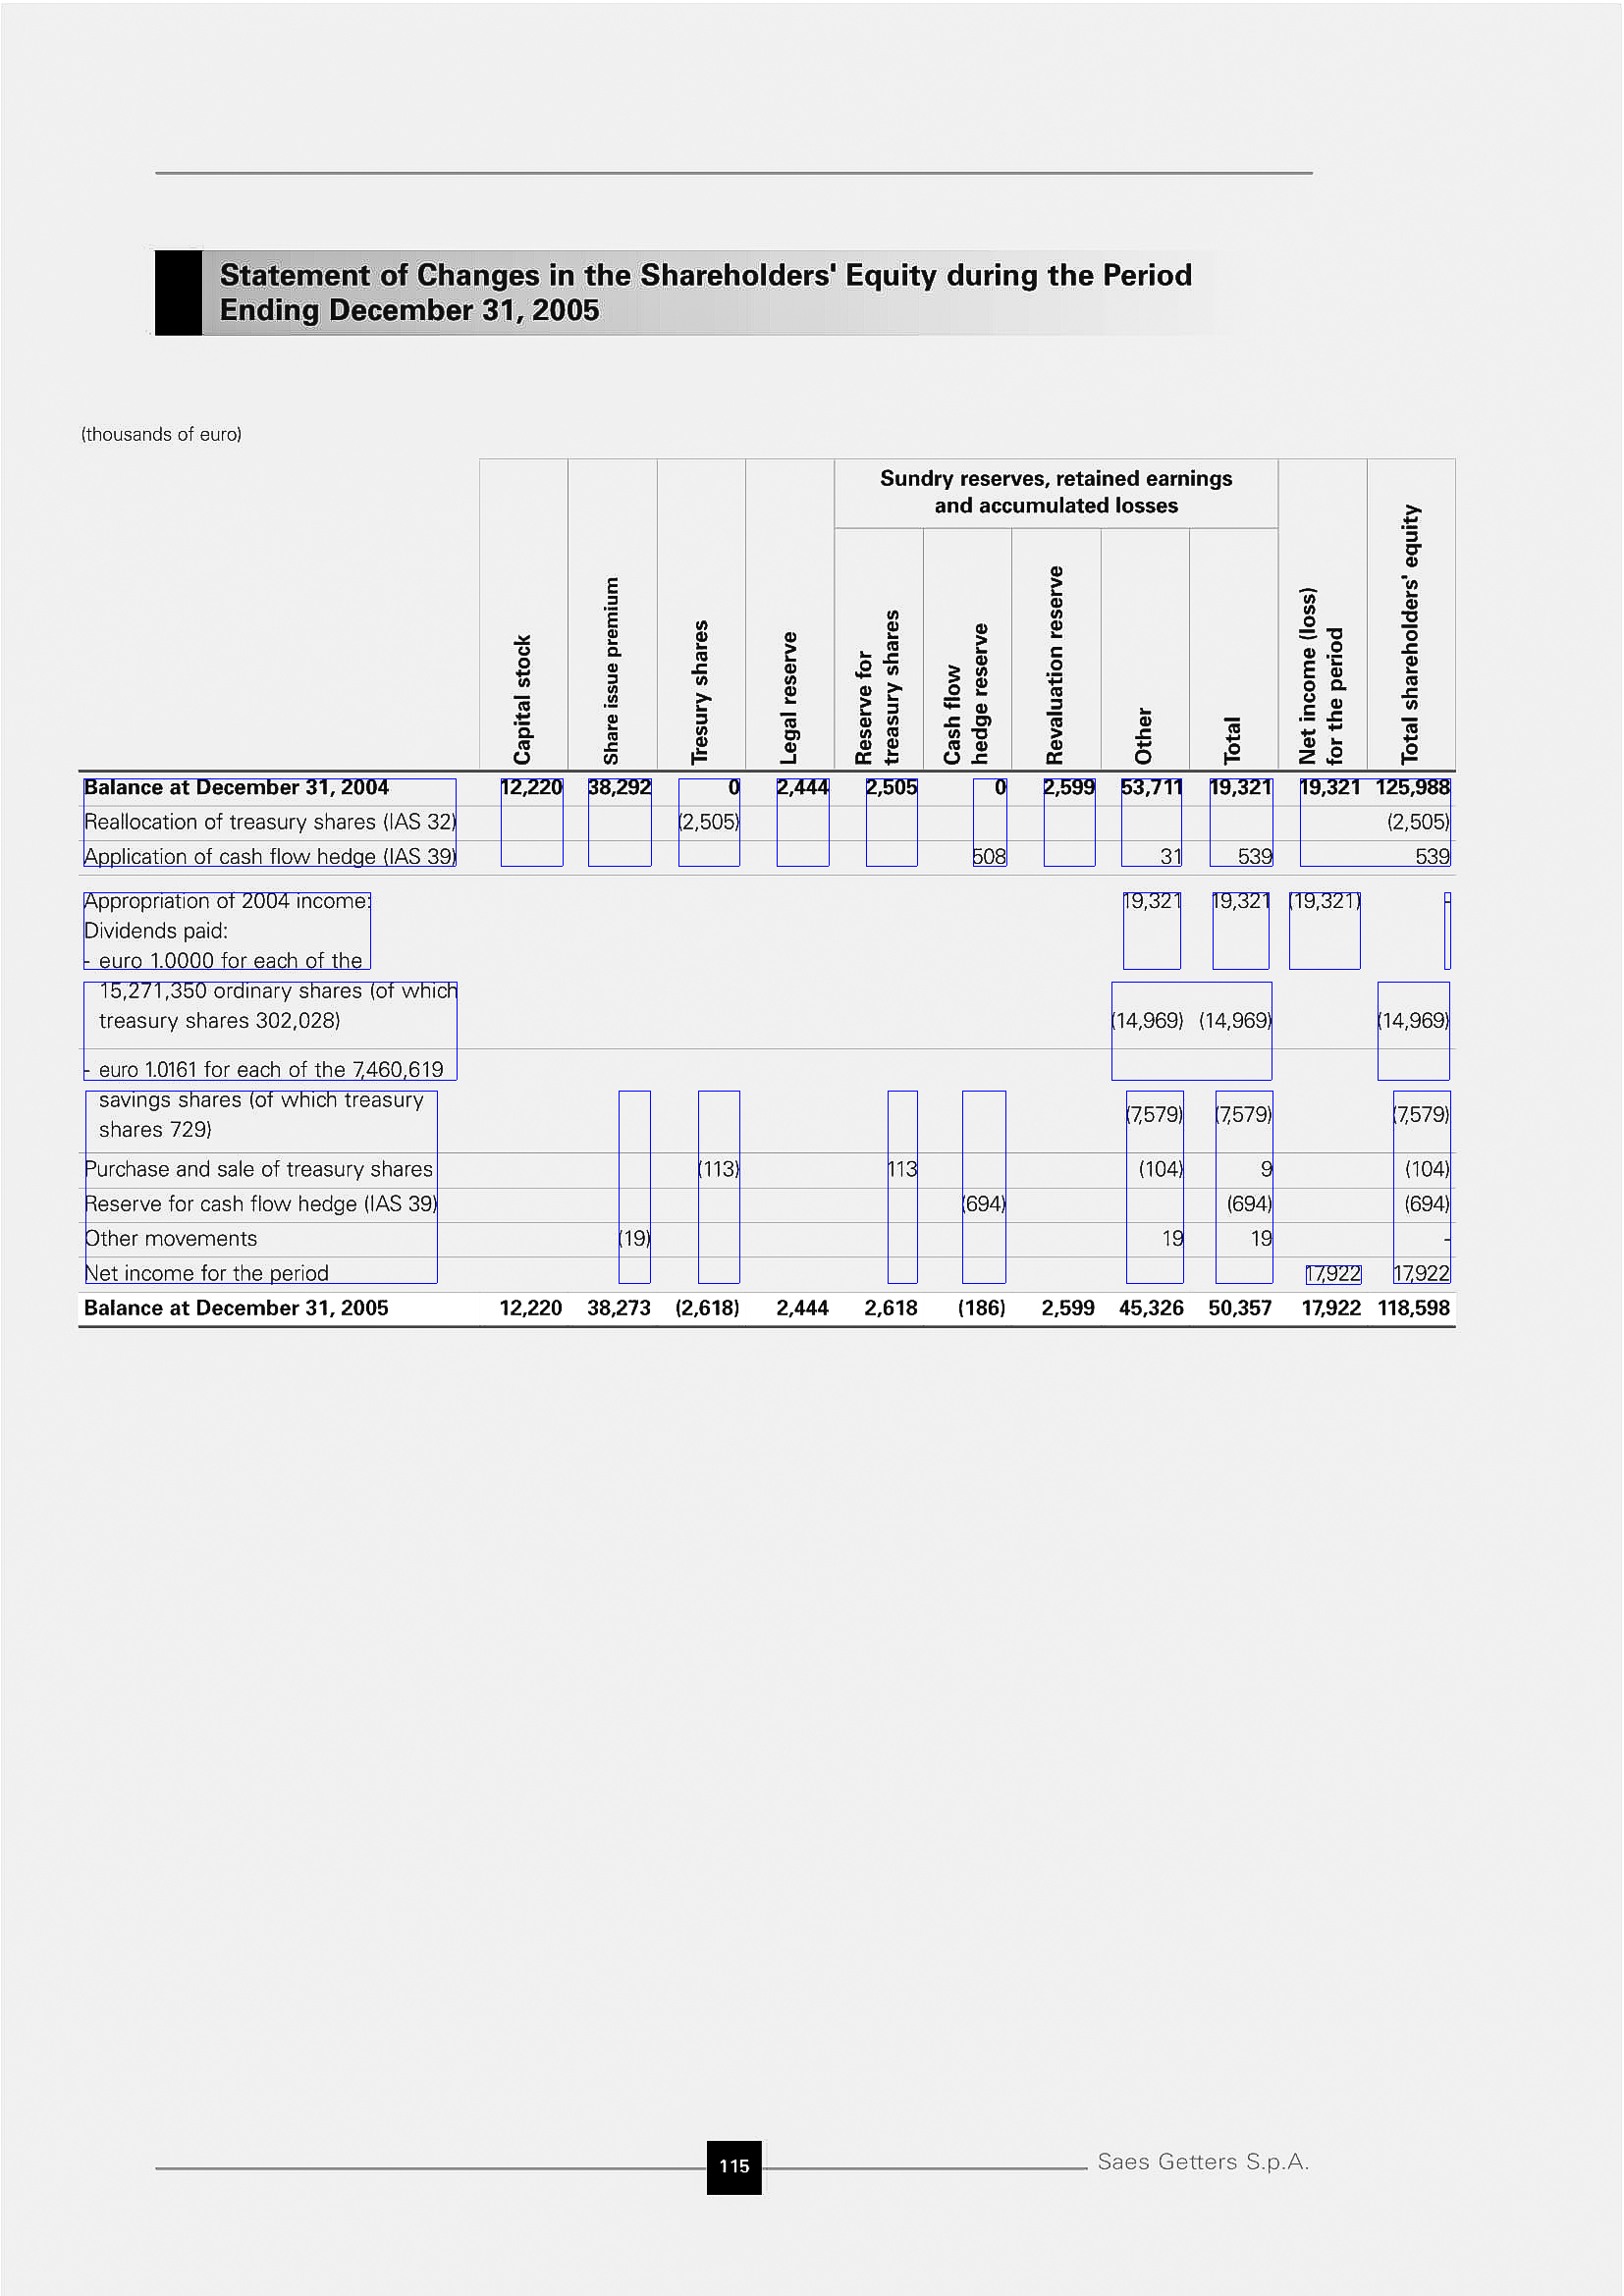 Statement of Changes in the Shareholders' Equity during the Period
Ending December 31, 2005
(thousands of euro)
Sundry reserves, retained earnings
and accumulated losses
Capital stock
Share issue premium
Tresury shares
Legal reserve
Reserve for
treasury shares
Cash flow
hedge reserve
Revaluation reserve
Other
Total
Net income (loss)
for the period
Total shareholders' equity
Balance at December 31, 2004 12,220 38,292 0 2,444 2,505 0 2,599 53,711 19,321 19,321 125,988
Reallocation of treasury shares (IAS 32) (2,505) (2,505)
Application of cash flow hedge (IAS 39) 508 31 539 539
Appropriation of 2004 income: 19,321 19,321 (19,321) -
Dividends paid:
- euro 1.0000 for each of the
15,271,350 ordinary shares (of which
treasury shares 302,028) (14,969) (14,969) (14,969)
- euro 1.0161 for each of the 7,460,619
savings shares (of which treasury
shares 729) (7,579) (7,579) (7,579)
Purchase and sale of treasury shares (113) 113 (104) 9 (104)
Reserve for cash flow hedge (IAS 39) (694) (694) (694)
Other movements (19) 19 19 -
Net income for the period 17,922 17,922
Balance at December 31, 2005 12,220 38,273 (2,618) 2,444 2,618 (186) 2,599 45,326 50,357 17,922 118,598
115
Saes Getters S.p.A.